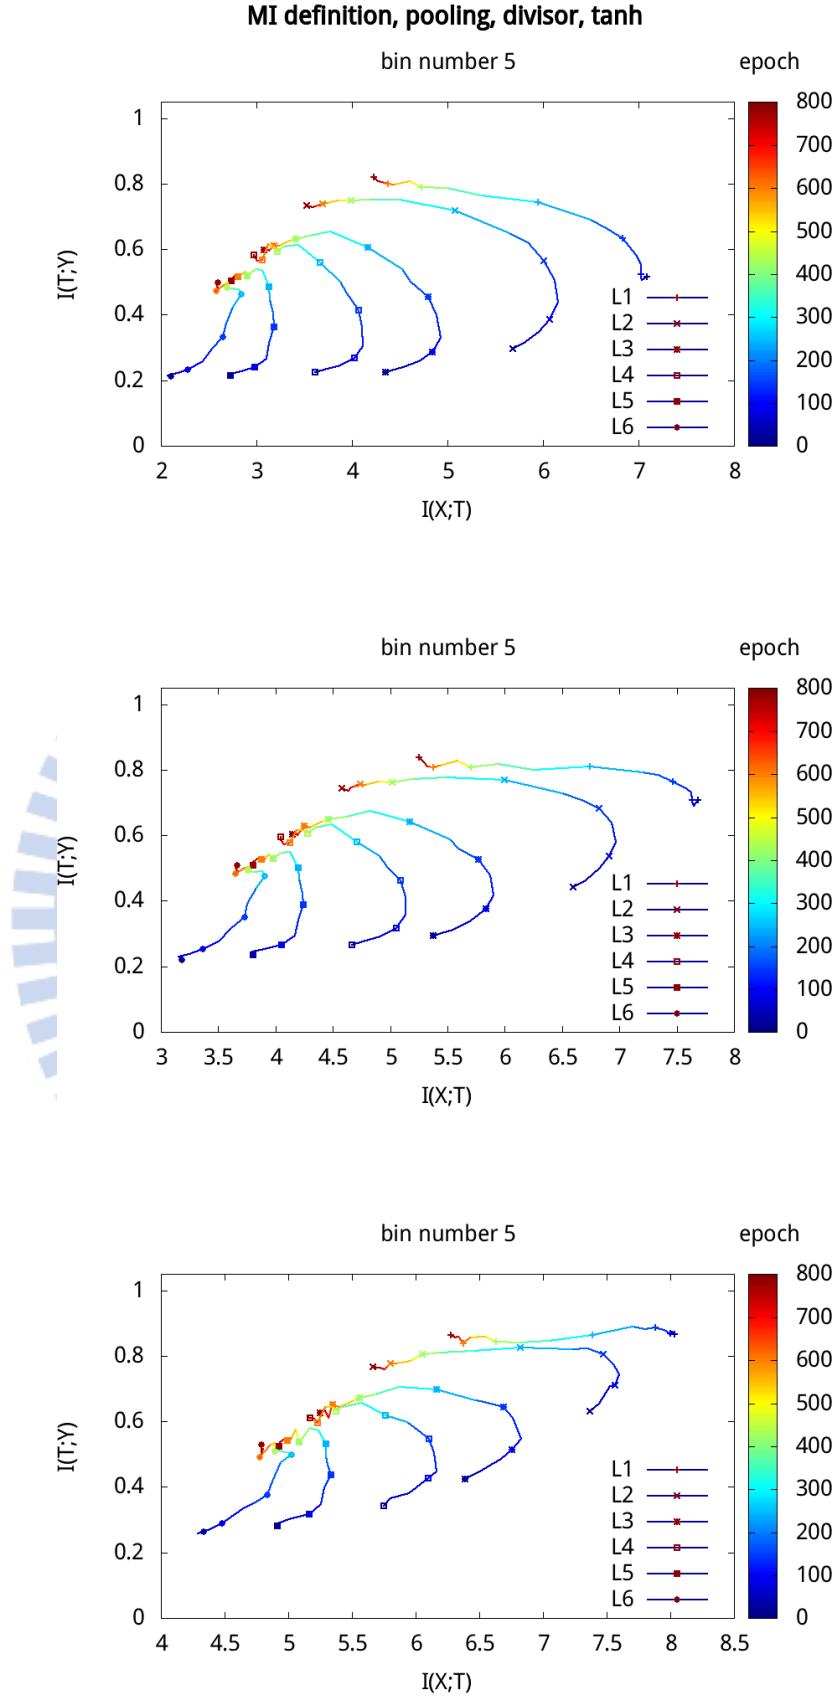 MI definition, pooling, divisor, tanh
bin number 5 epoch
1
0.8
0.6
0.4
0.2
0
I(T;Y)
2 3 4 5 6 7 8
I(X;T)
L1
L2
L3
L4
L5
L6
800
700
600
500
400
300
200
100
0
bin number 5 epoch
1
0.8
0.6
0.4
0.2
0
I(T;Y)
3 3.5 4 4.5 5 5.5 6 6.5 7 7.5 8
I(X;T)
L1
L2
L3
L4
L5
L6
800
700
600
500
400
300
200
100
0
bin number 5 epoch
1
0.8
0.6
0.4
0.2
0
I(T;Y)
4 4.5 5 5.5 6 6.5 7 7.5 8 8.5
I(X;T)
L1
L2
L3
L4
L5
L6
800
700
600
500
400
300
200
100
0